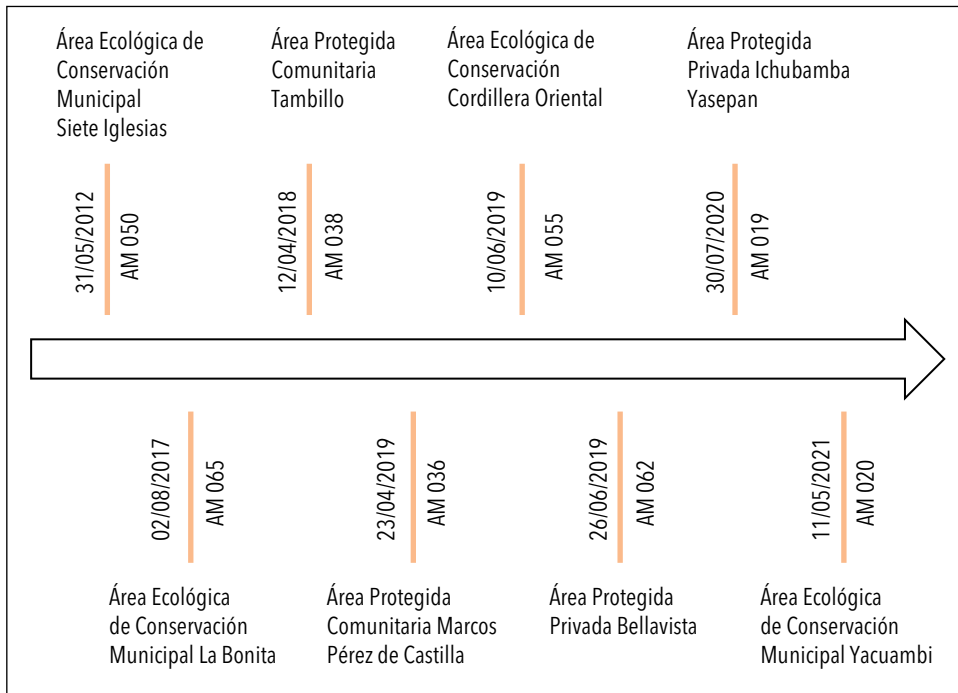 Área Ecológica de
Conservación
Municipal
Siete Iglesias
Área Protegida
Comunitaria
Tambillo
Área Ecológica de
Conservación
Cordillera Oriental
Área Protegida
Privada Ichubamba
Yasepan
31/05/2012
AM 050
12/04/2018
AM 038
10/06/2019
AM 055
30/07/2020
AM 019
02/08/2017
AM 065
23/04/2019
AM 036
26/06/2019
AM 062
11/05/2021
AM 020
Área Ecológica
de Conservación
Municipal La Bonita
Área Protegida
Comunitaria Marcos
Pérez de Castilla
Área Protegida
Privada Bellavista
Área Ecológica
de Conservación
Municipal Yacuambi